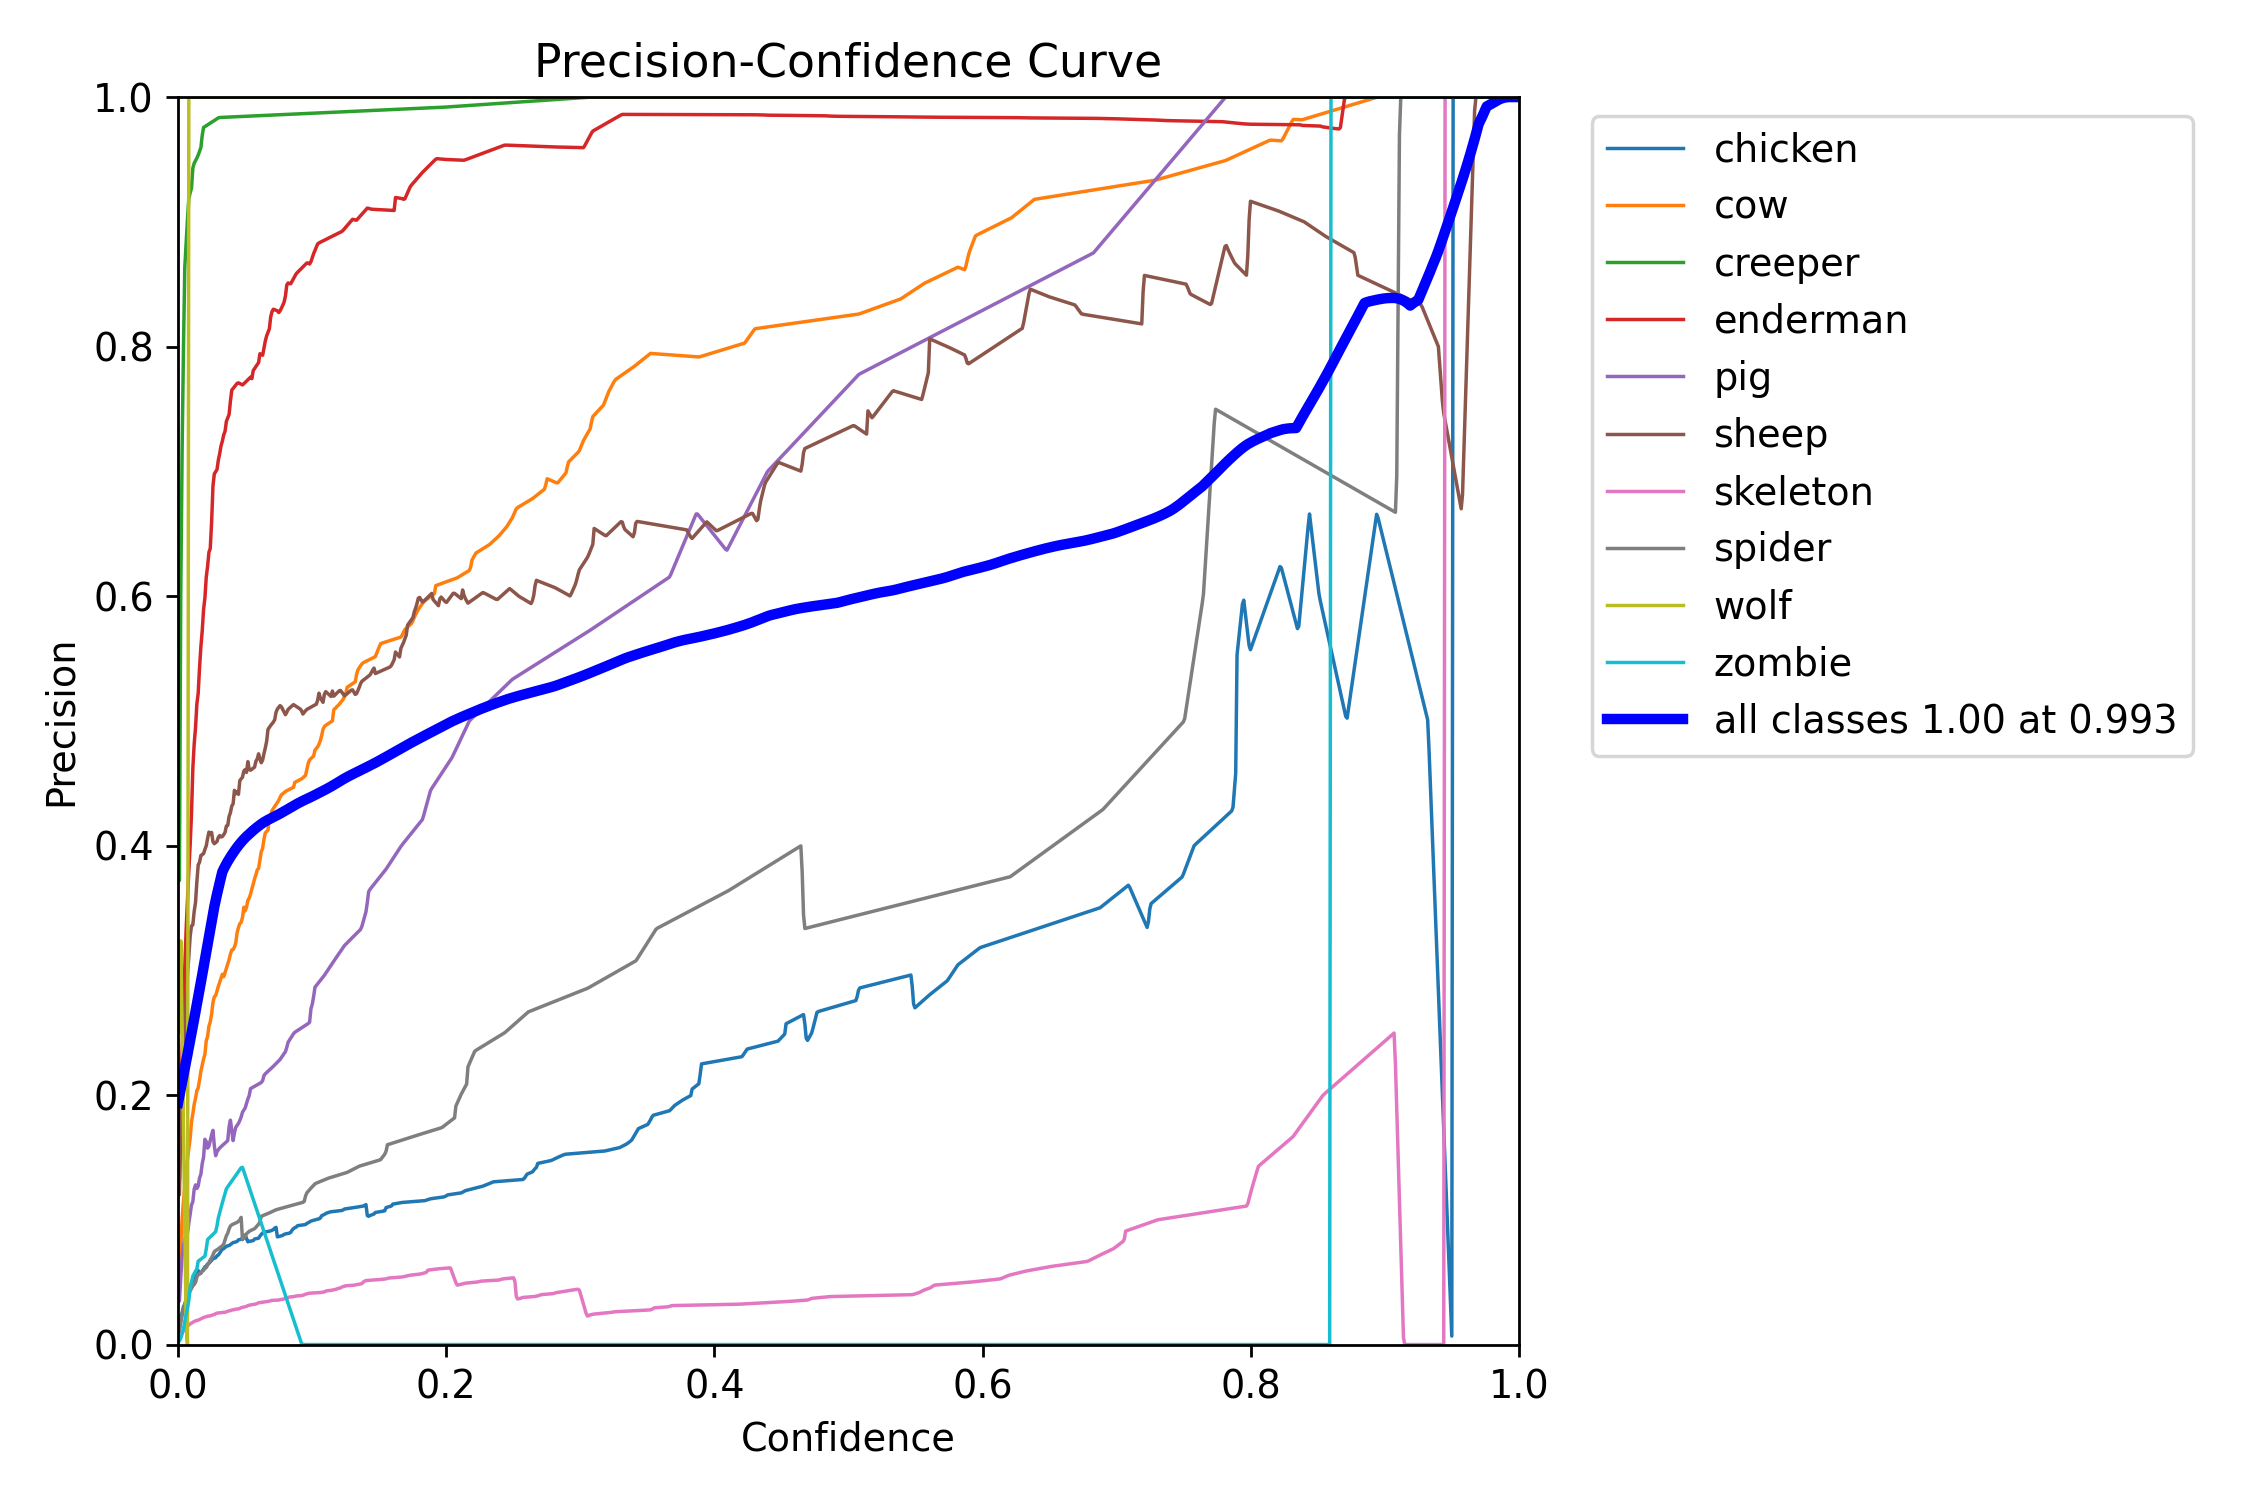 Precision-Confidence Curve
1.0
0.8
0.6
0.4
0.2
0.0
Precision
0.0 0.2 0.4 0.6 0.8 1.0
Confidence
chicken
cow
creeper
enderman
pig
sheep
skeleton
spider
wolf
zombie
all classes 1.00 at 0.993